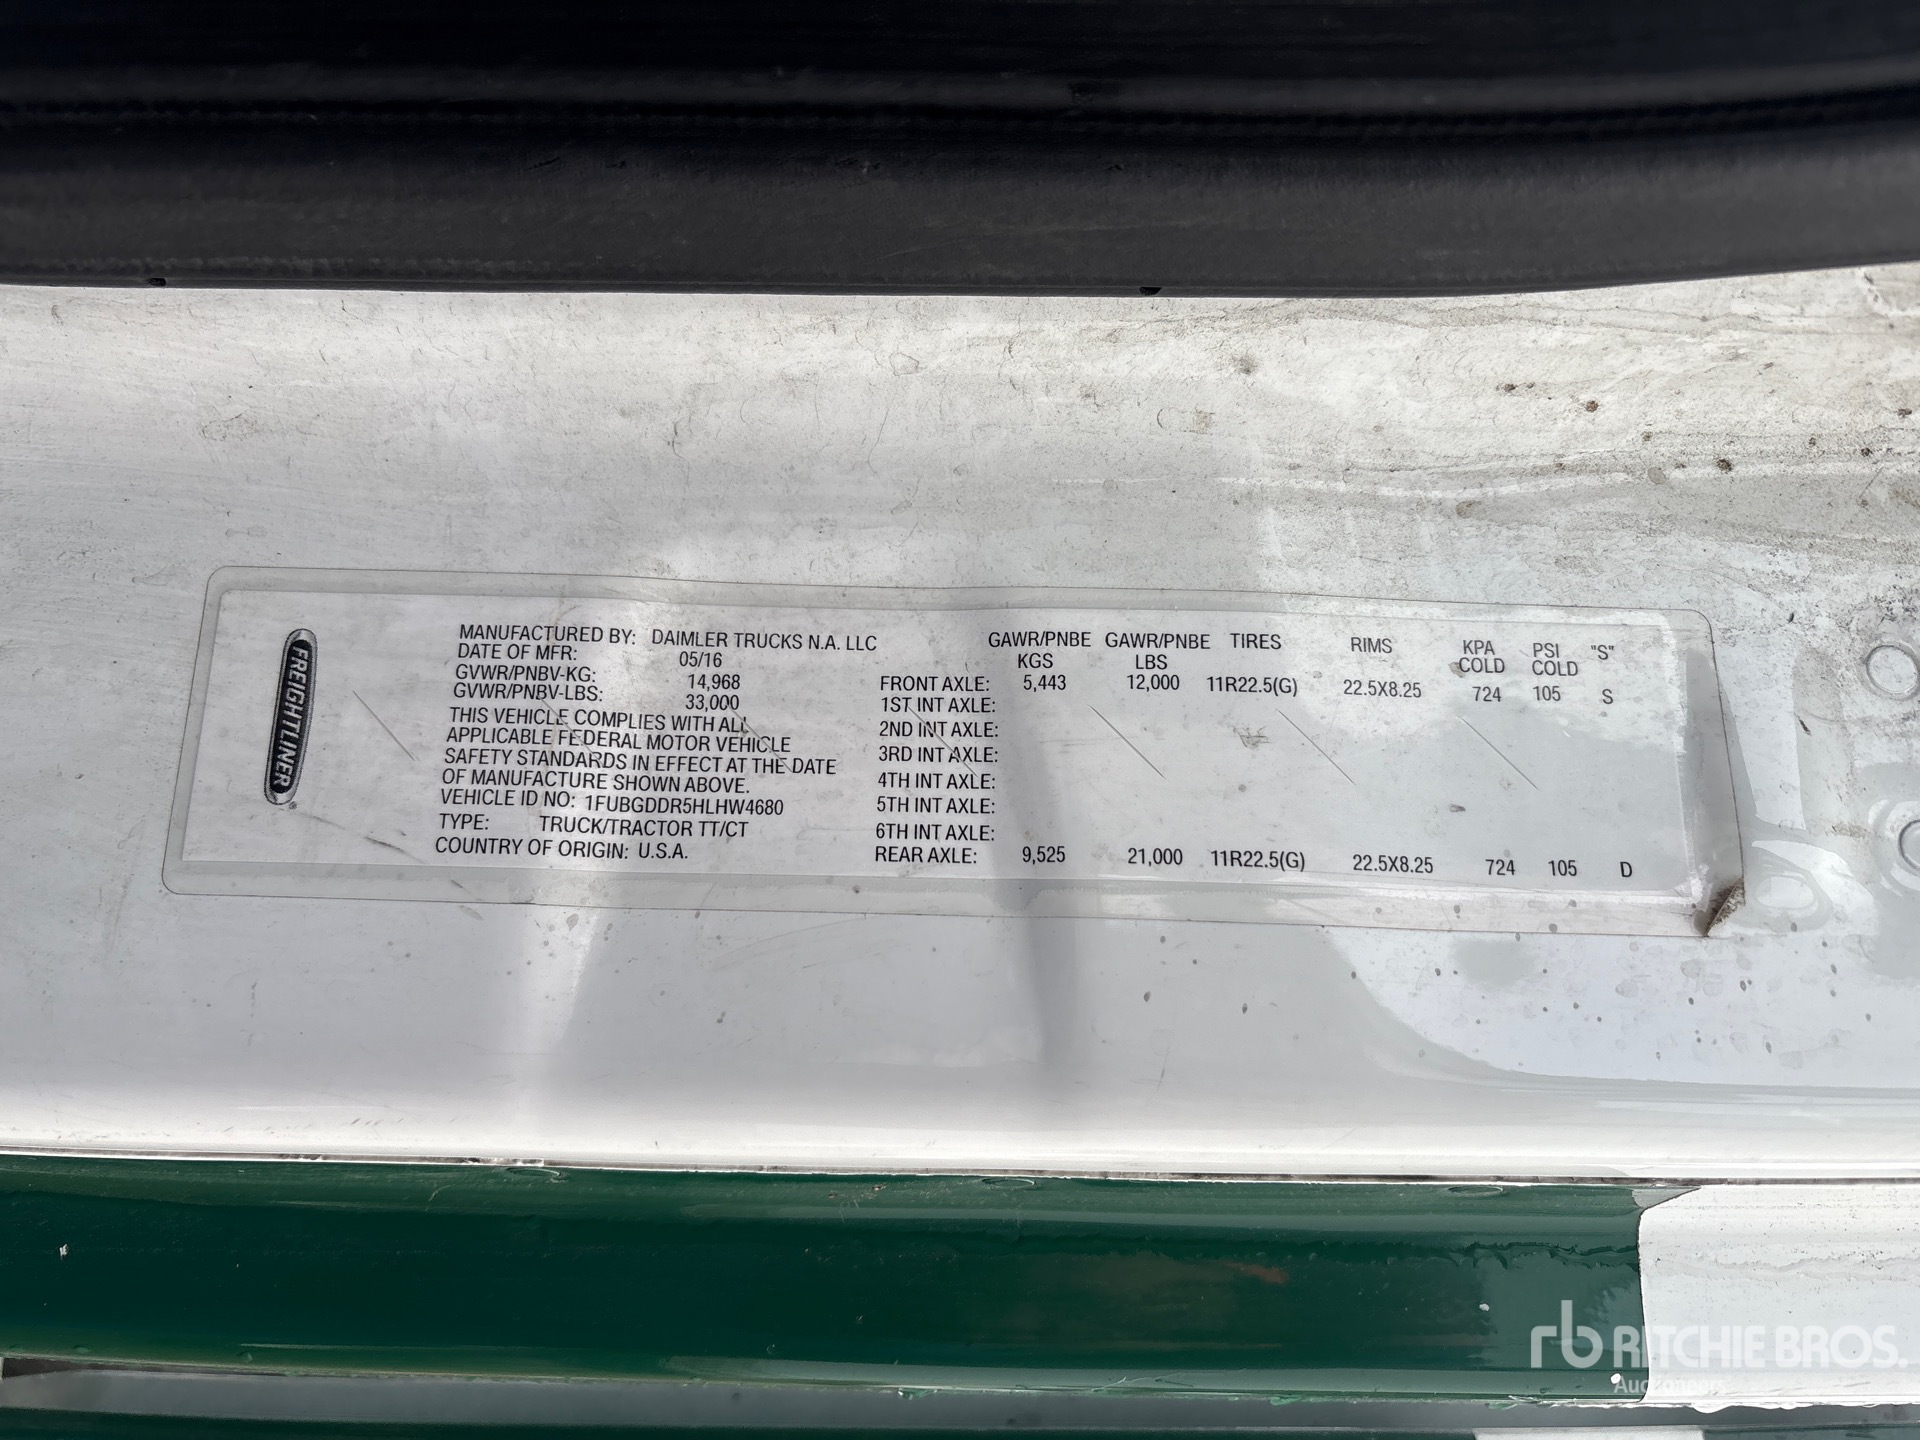 FREIGHTLINER
MANUFACTURED BY: DAIMLER TRUCKS N.A. LLC
DATE OF MFR: 05/16
GVWR/PNBV-KG: 14,968
GVWR/PNBV-LBS: 33,000
THIS VEHICLE COMPLIES WITH ALL
APPLICABLE FEDERAL MOTOR VEHICLE
SAFETY STANDARDS IN EFFECT AT THE DATE
OF MANUFACTURE SHOWN ABOVE.
VEHICLE ID NO: 1FUBGDDR5HLHW4680
TYPE: TRUCK/TRACTOR TT/CT
COUNTRY OF ORIGIN: U.S.A.
GAWR/PNBE GAWR/PNBE TIRES RIMS KPA PSI "S"
KGS LBS COLD COLD
FRONT AXLE: 5,443 12,000 11R22.5(G) 22.5X8.25 724 105 S
1ST INT AXLE:
2ND INT AXLE:
3RD INT AXLE:
4TH INT AXLE:
5TH INT AXLE:
6TH INT AXLE:
REAR AXLE: 9,525 21,000 11R22.5(G) 22.5X8.25 724 105 D
rb RITCHIE BROS.
Auctioneers